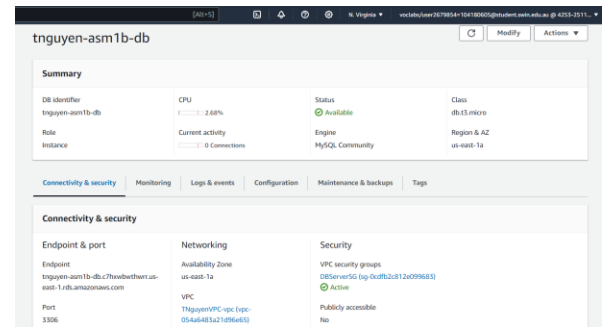 [Alt+S]
N. Virginia ▼
voclabs/user2679854=104180605@student.swin.edu.au @ 4255-2511... ▼
tnguyen-asm1b-db
Modify
Actions ▼
Summary
DB identifier
CPU
Status
Class
tnguyen-asm1b-db
2.68%
Available
db.t3.micro
Role
Current activity
Engine
Region & AZ
Instance
0 Connections
MySQL Community
us-east-1a
Connectivity & security
Monitoring
Logs & events
Configuration
Maintenance & backups
Tags
Connectivity & security
Endpoint & port
Networking
Security
Endpoint
Availability Zone
VPC security groups
tnguyen-asm1b-db.c7hxwbwthwrr.us-
us-east-1a
DBServerSG (sg-0cdfb2c812e099683)
east-1.rds.amazonaws.com
Active
VPC
Port
TNguyenVPC-vpc (vpc-
Publicly accessible
3306
054a6483a21d96e65)
No